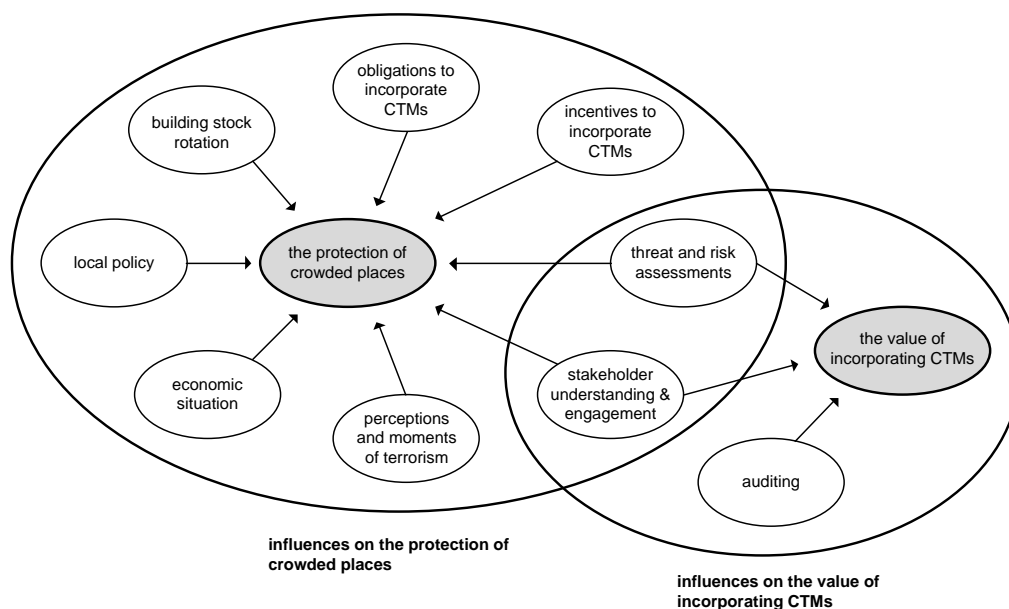 obligations to
incorporate
CTMs
incentives to
incorporate
CTMs
building stock
rotation
the protection of
crowded places
local policy
threat and risk
assessments
the value of
incorporating CTMs
economic
situation
stakeholder
understanding &
engagement
perceptions
and moments
of terrorism
auditing
influences on the protection of
crowded places
influences on the value of
incorporating CTMs